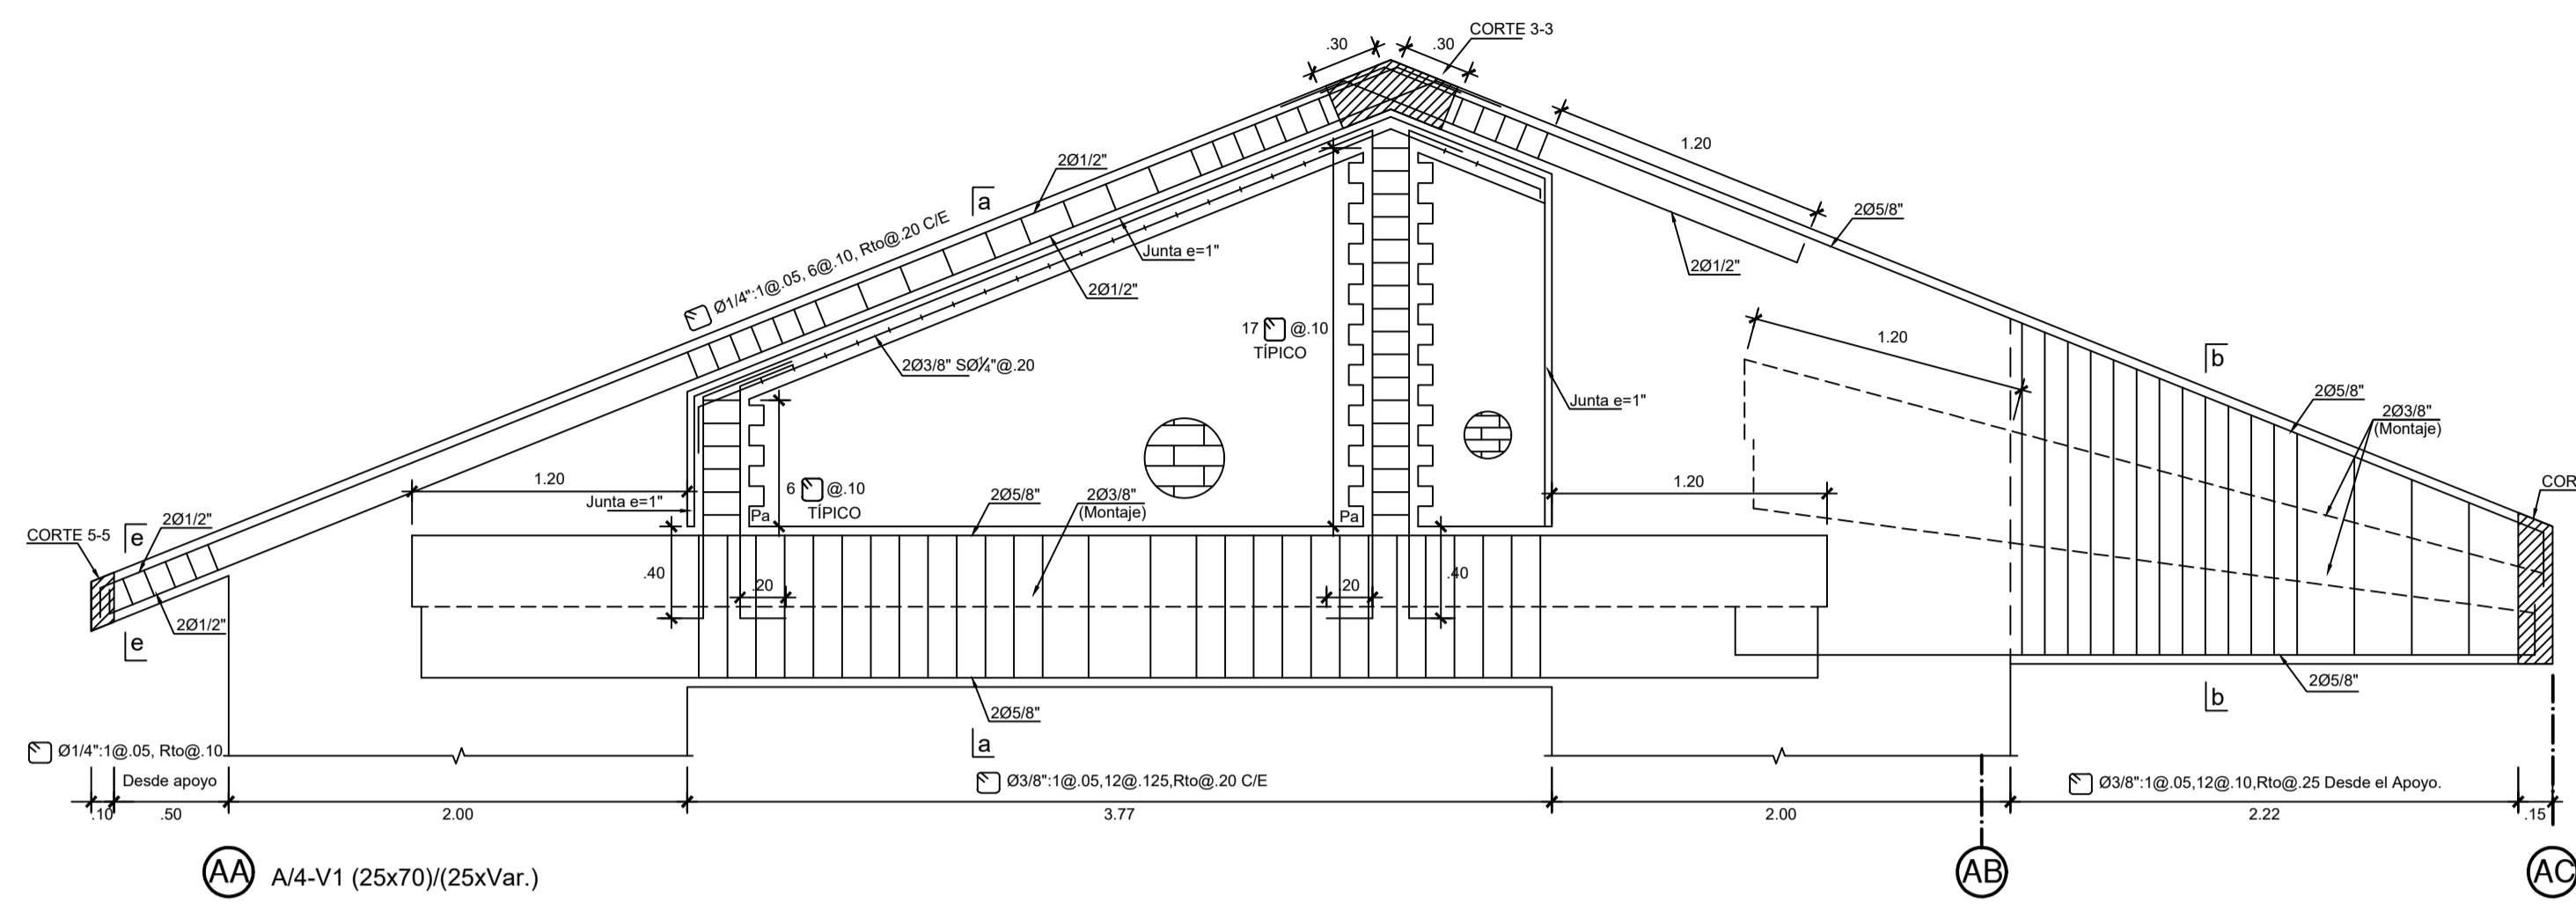 .30
.30
CORTE 3-3
1.20
2Ø1/2"
a
2Ø5/8"
Ø1/4":1@.05, 6@.10, Rto@.20 C/E
Junta e=1"
2Ø1/2"
2Ø1/2"
17 @.10
TÍPICO
1.20
b
2Ø3/8" SØ1/4"@.20
2Ø5/8"
Junta e=1"
2Ø3/8"
(Montaje)
1.20
Junta e=1"
6 @.10
TÍPICO
Pa
2Ø5/8"
2Ø3/8"
(Montaje)
Pa
1.20
COR
CORTE 5-5
e
2Ø1/2"
.40
.20
.20
.40
2Ø1/2"
e
2Ø5/8"
2Ø5/8"
b
a
Ø1/4":1@.05, Rto@.10
Desde apoyo
Ø3/8":1@.05,12@.125,Rto@.20 C/E
Ø3/8":1@.05,12@.10,Rto@.25 Desde el Apoyo.
.10
.50
2.00
3.77
2.00
2.22
.15
AA
A/4-V1 (25x70)/(25xVar.)
AB
AC